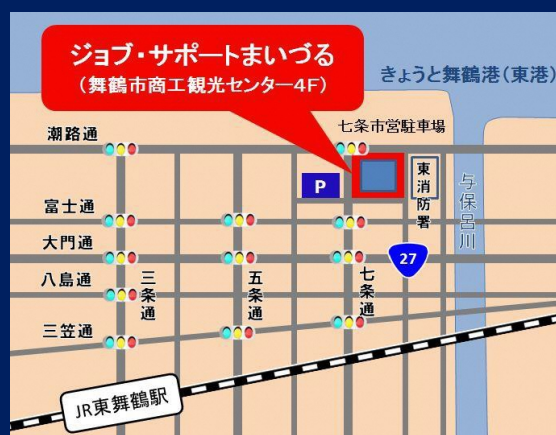 ジョブ・サポートまいづる
(舞鶴市商工観光センター4F)
きょうと舞鶴港(東港)
七条市営駐車場
潮路通
P
東消防署
与保呂川
富士通
大門通
27
八島通
三条通
五条通
七条通
三笠通
JR東舞鶴駅